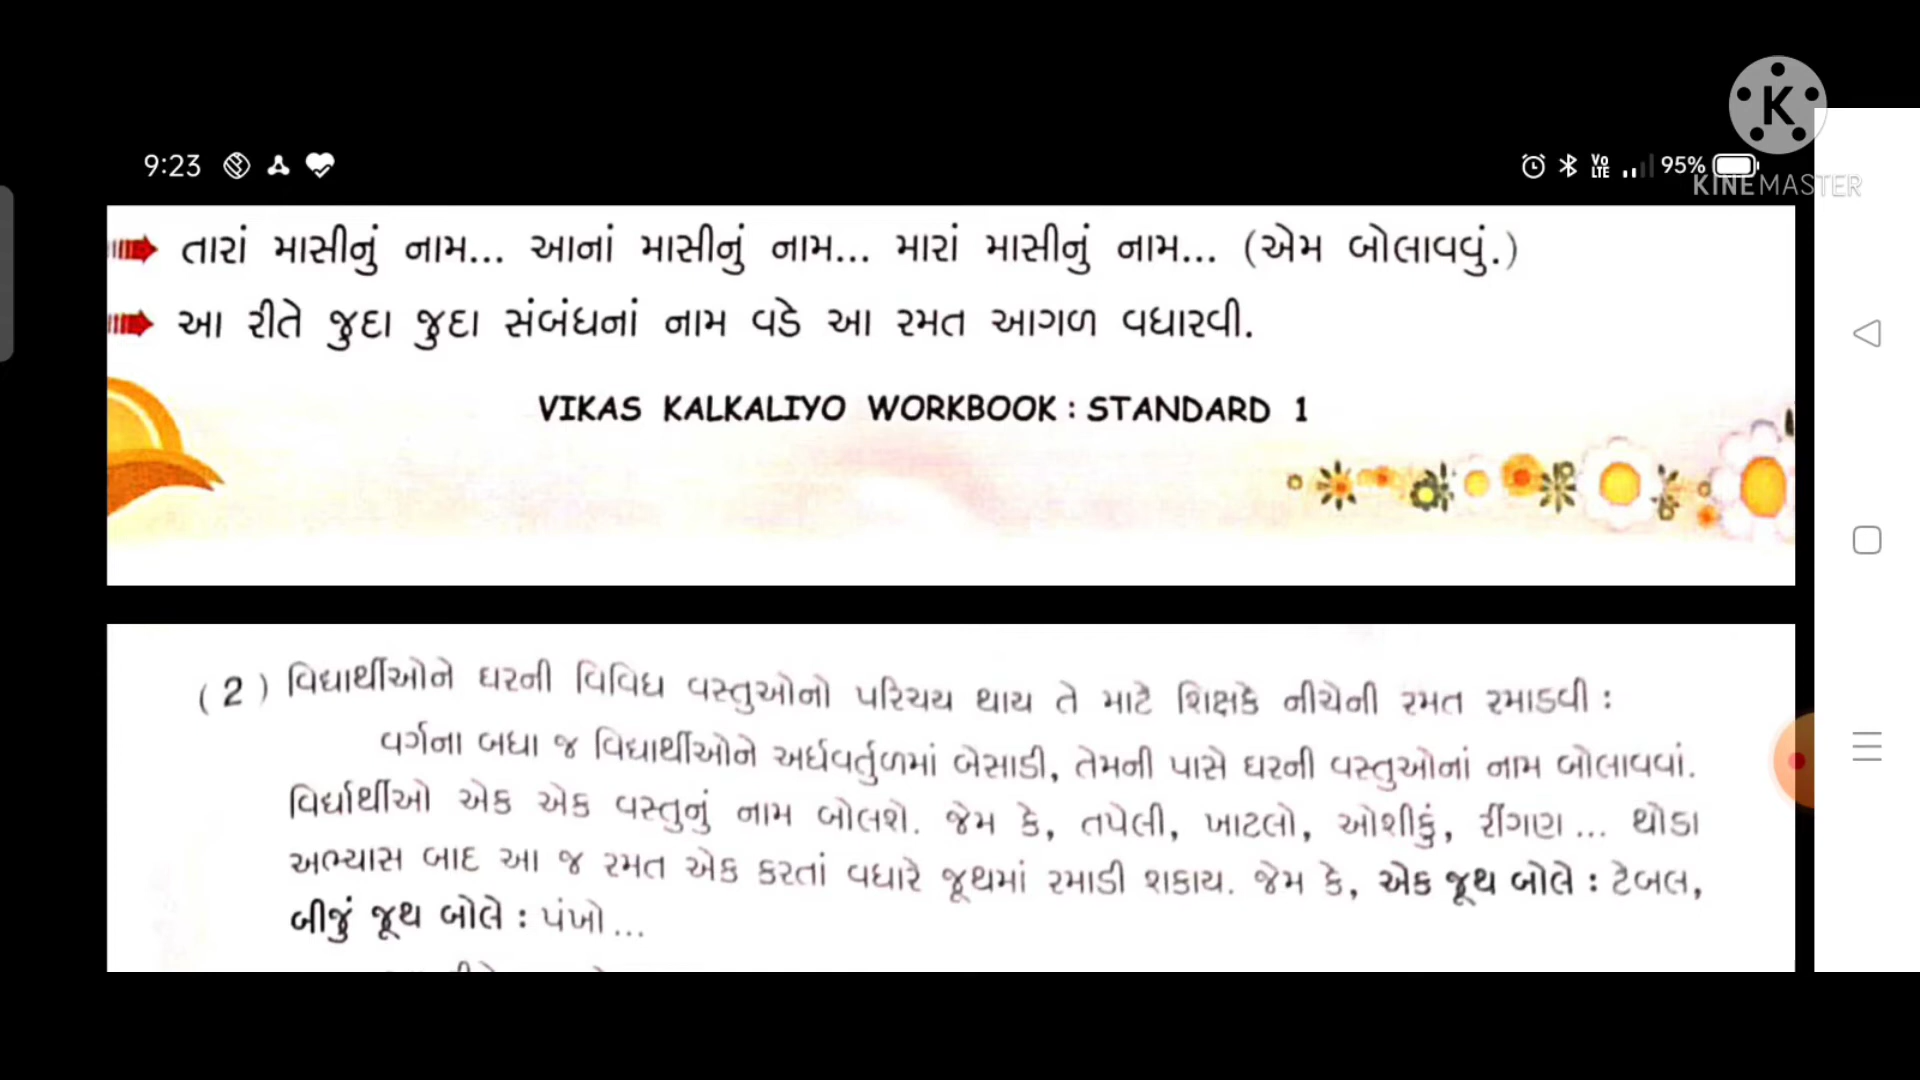 K
9:23
Vo LTE
95%
KINEMASTER
તારાં માસીનું નામ... આનાં માસીનું નામ... મારાં માસીનું નામ... (એમ બોલાવવું.)
આ રીતે જુદા જુદા સંબંધનાં નામ વડે આ રમત આગળ વધારવી.
VIKAS KALKALIYO WORKBOOK : STANDARD 1
(2) વિદ્યાર્થીઓને ઘરની વિવિધ વસ્તુઓનો પરિચય થાય તે માટે શિક્ષકે નીચેની રમત રમાડવી :
વર્ગના બધા જ વિદ્યાર્થીઓને અર્ધવર્તુળમાં બેસાડી, તેમની પાસે ઘરની વસ્તુઓનાં નામ બોલાવવાં.
વિર્દ્યાર્થીઓ એક એક વસ્તુનું નામ બોલશે. જેમ કે, તપેલી, ખાટલો, ઓશીકું, રીંગણ ... થોડા
અભ્યાસ બાદ આ જ રમત એક કરતાં વધારે જૂથમાં રમાડી શકાય. જેમ કે, એક જૂથ બોલે : ટેબલ,
બીજું જૂથ બોલે : પંખો ...